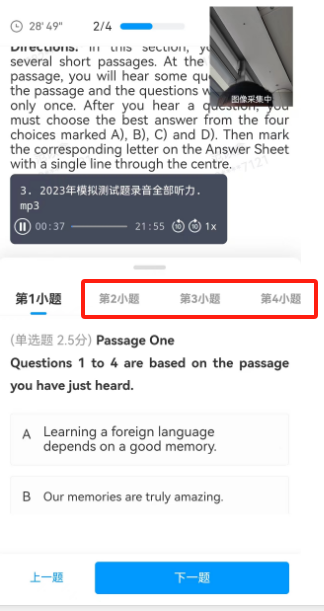 28' 49"
2/4
图像采集中
Directions: In this section, yo
several short passages. At the
passage, you will hear some qu
the passage and the questions w
only once. After you hear a question, you
must choose the best answer from the four
choices marked A), B), C) and D). Then mark
the corresponding letter on the Answer Sheet
with a single line through the centre.
3. 2023年模拟测试题录音全部听力.
mp3
00:37
21:55
10
10
1x
第1小题
第2小题
第3小题
第4小题
(单选题 2.5分) Passage One
Questions 1 to 4 are based on the passage
you have just heard.
A Learning a foreign language
depends on a good memory.
B Our memories are truly amazing.
上一题
下一题